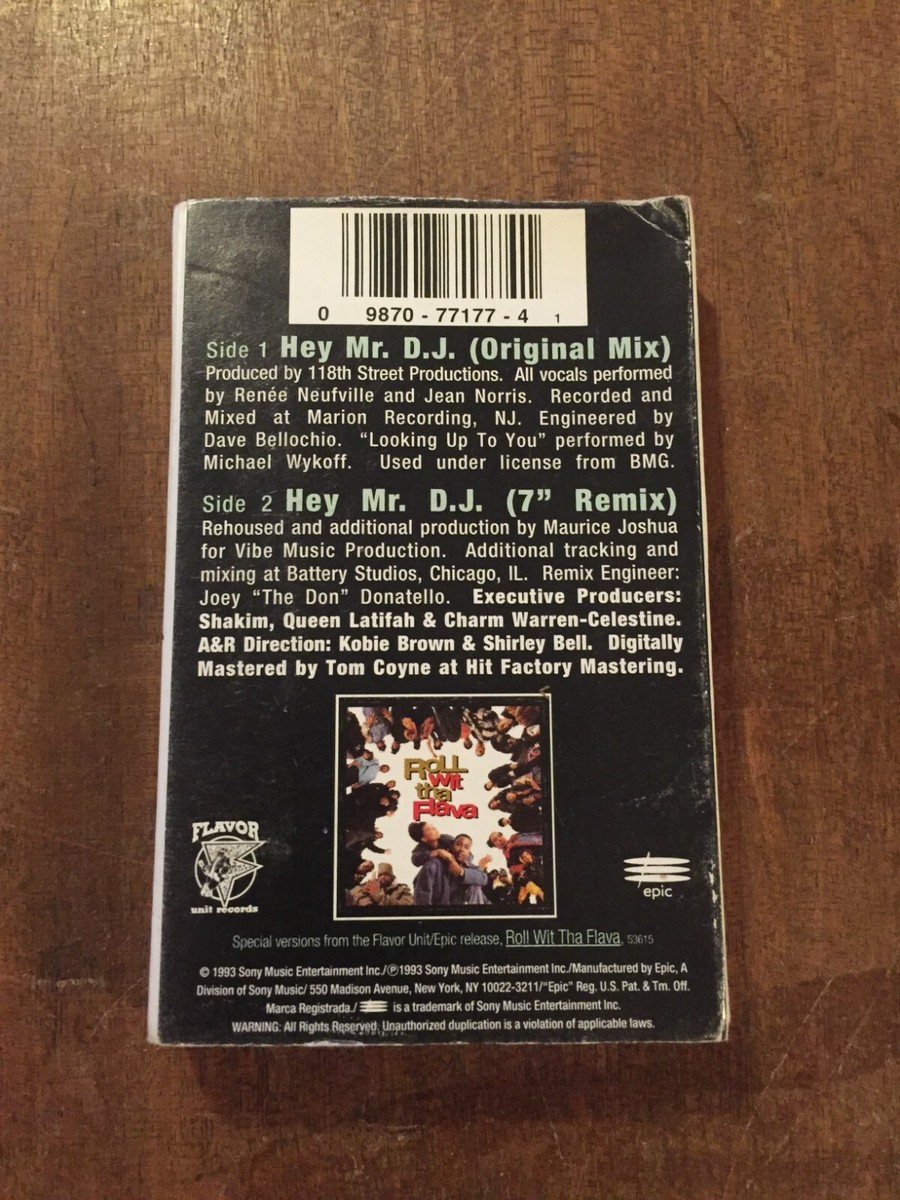 0 9870 - 77177 - 4 1
Side 1 Hey Mr. D.J. (Original Mix)
Produced by 118th Street Productions. All vocals performed
by Renée Neufville and Jean Norris. Recorded and
Mixed at Marion Recording, NJ. Engineered by
Dave Bellochio. “Looking Up To You” performed by
Michael Wykoff. Used under license from BMG.
Side 2 Hey Mr. D.J. (7” Remix)
Rehoused and additional production by Maurice Joshua
for Vibe Music Production. Additional tracking and
mixing at Battery Studios, Chicago, IL. Remix Engineer:
Joey “The Don” Donatello. Executive Producers:
Shakim, Queen Latifah & Charm Warren-Celestine.
A&R Direction: Kobie Brown & Shirley Bell. Digitally
Mastered by Tom Coyne at Hit Factory Mastering.
Roll
wit
tha
Flava
FLAVOR
unit records
epic
Special versions from the Flavor Unit/Epic release, Roll Wit Tha Flava, 53615
© 1993 Sony Music Entertainment Inc./℗1993 Sony Music Entertainment Inc./Manufactured by Epic, A
Division of Sony Music/ 550 Madison Avenue, New York, NY 10022-3211/“Epic” Reg. U.S. Pat. & Tm. Off.
Marca Registrada./ is a trademark of Sony Music Entertainment Inc.
WARNING: All Rights Reserved. Unauthorized duplication is a violation of applicable laws.